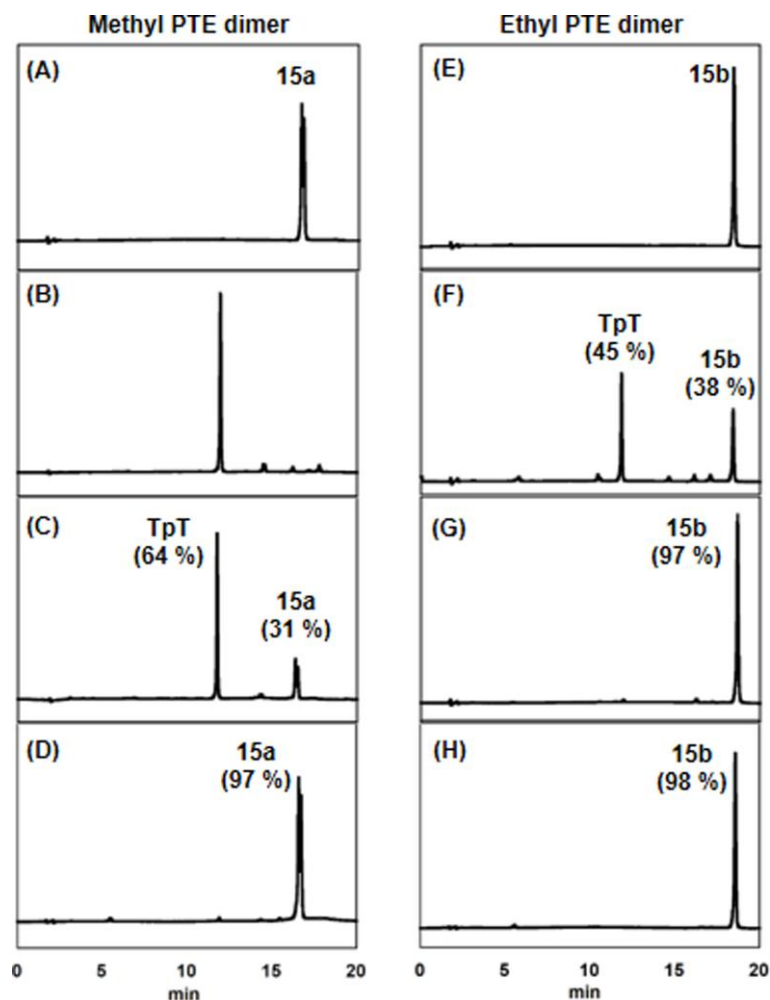 Methyl PTE dimer
(A)
15a
(B)
(C)
TpT
(64 %)
15a
(31 %)
(D)
15a
(97 %)
0 5 10 15 20
min
Ethyl PTE dimer
(E)
15b
(F)
TpT
(45 %)
15b
(38 %)
(G)
15b
(97 %)
(H)
15b
(98 %)
0 5 10 15 20
min